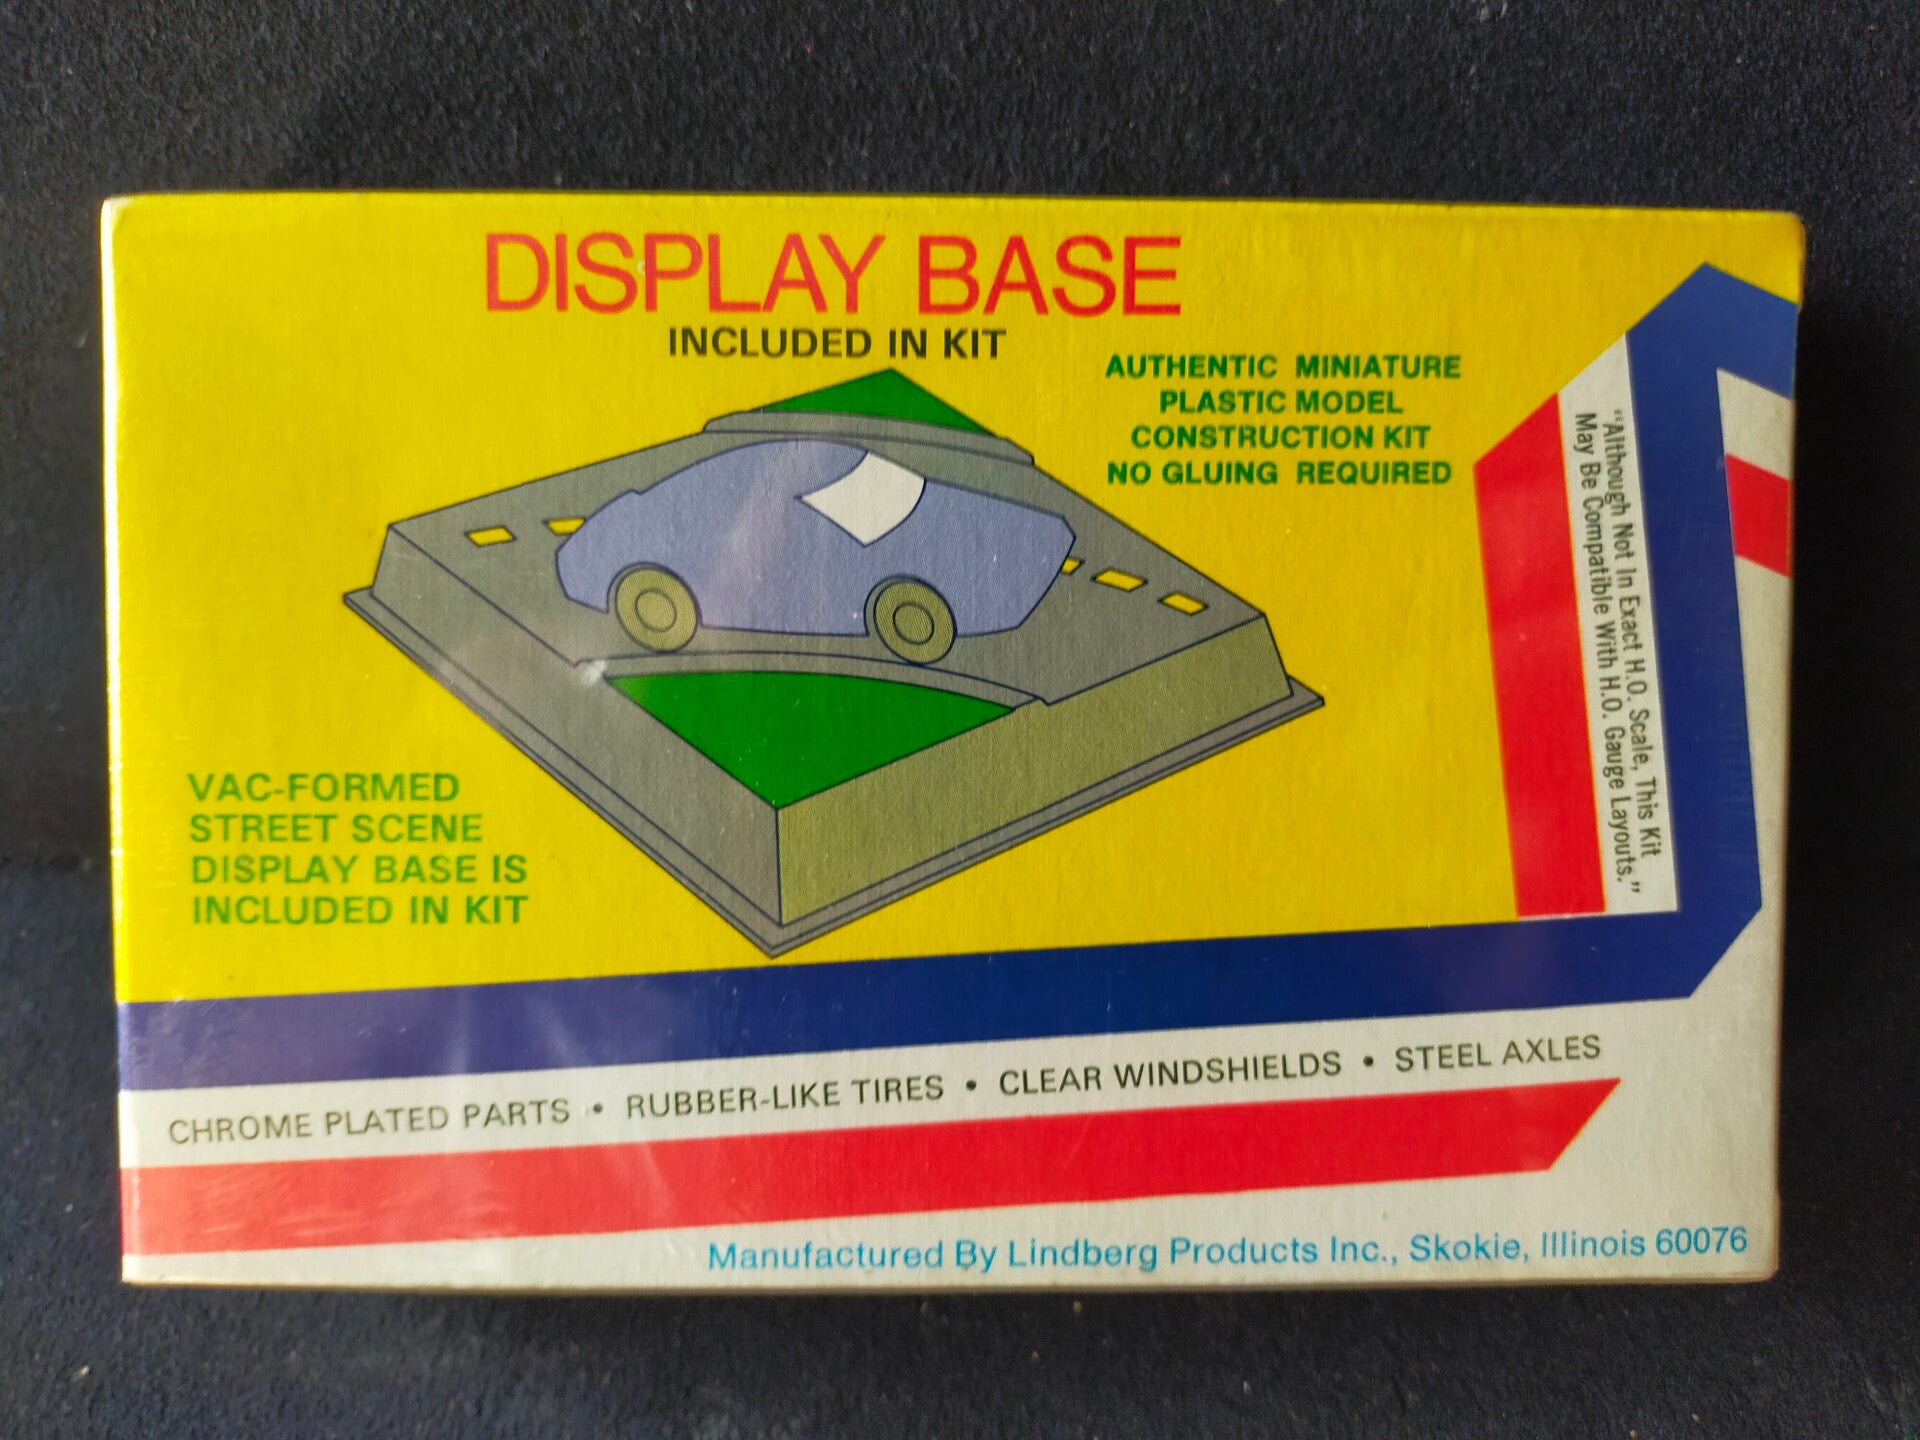 DISPLAY BASE
INCLUDED IN KIT
AUTHENTIC MINIATURE
PLASTIC MODEL
CONSTRUCTION KIT
NO GLUING REQUIRED
"Although Not In Exact H.O. Scale, This Kit
May Be Compatible With H.O. Gauge Layouts."
VAC-FORMED
STREET SCENE
DISPLAY BASE IS
INCLUDED IN KIT
CHROME PLATED PARTS • RUBBER-LIKE TIRES • CLEAR WINDSHIELDS • STEEL AXLES
Manufactured By Lindberg Products Inc., Skokie, Illinois 60076